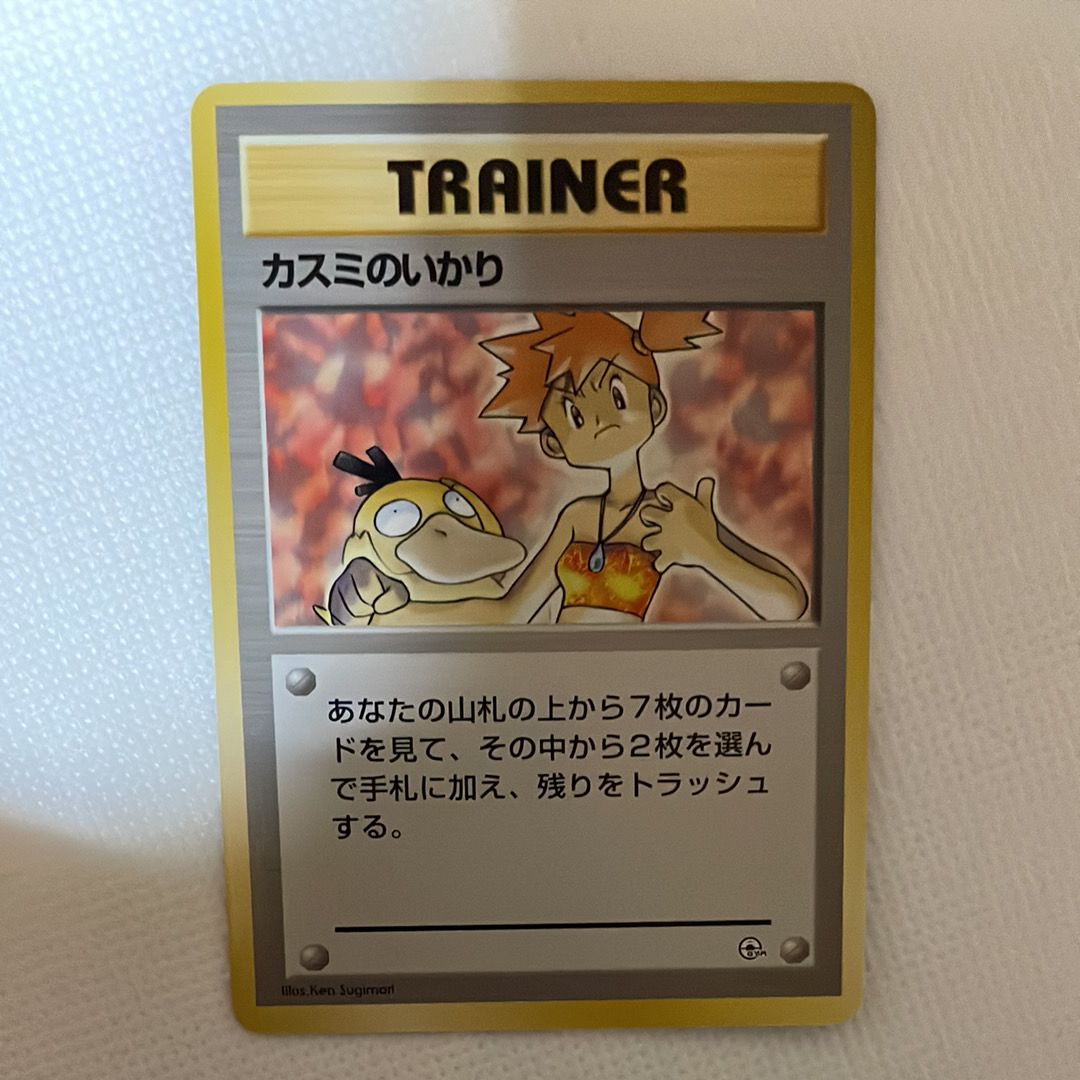 TRAINER
カスミのいかり
あなたの山札の上から7枚のカー
ドを見て、その中から2枚を選ん
で手札に加え、残りをトラッシュ
する。
GYM
Illus.Ken Sugimori